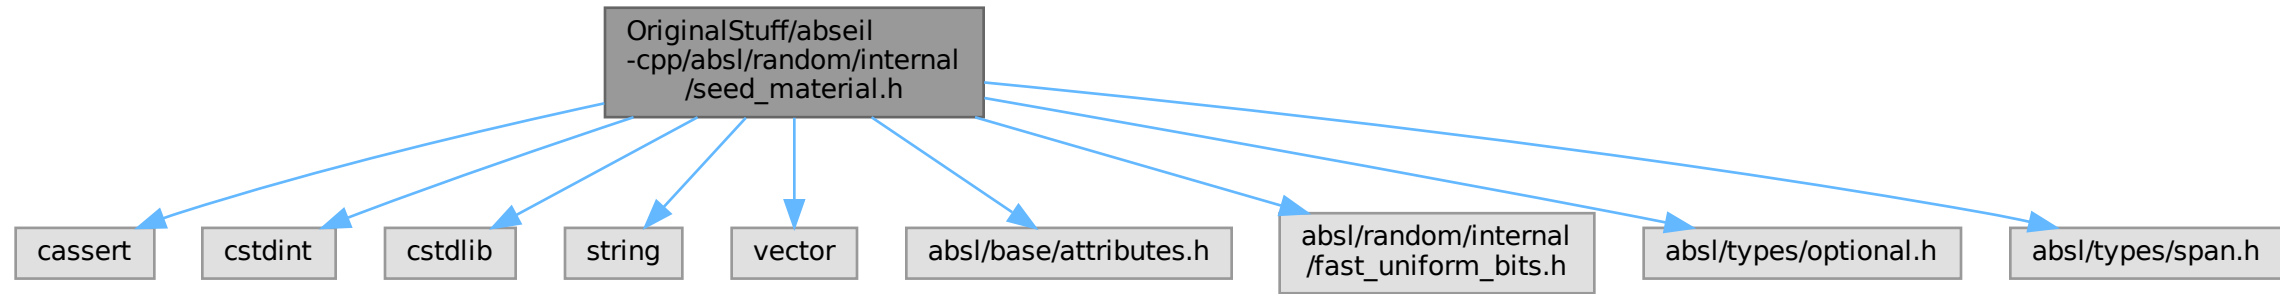 OriginalStuff/abseil
-cpp/absl/random/internal
/seed_material.h
cassert
cstdint
cstdlib
string
vector
absl/base/attributes.h
absl/random/internal
/fast_uniform_bits.h
absl/types/optional.h
absl/types/span.h